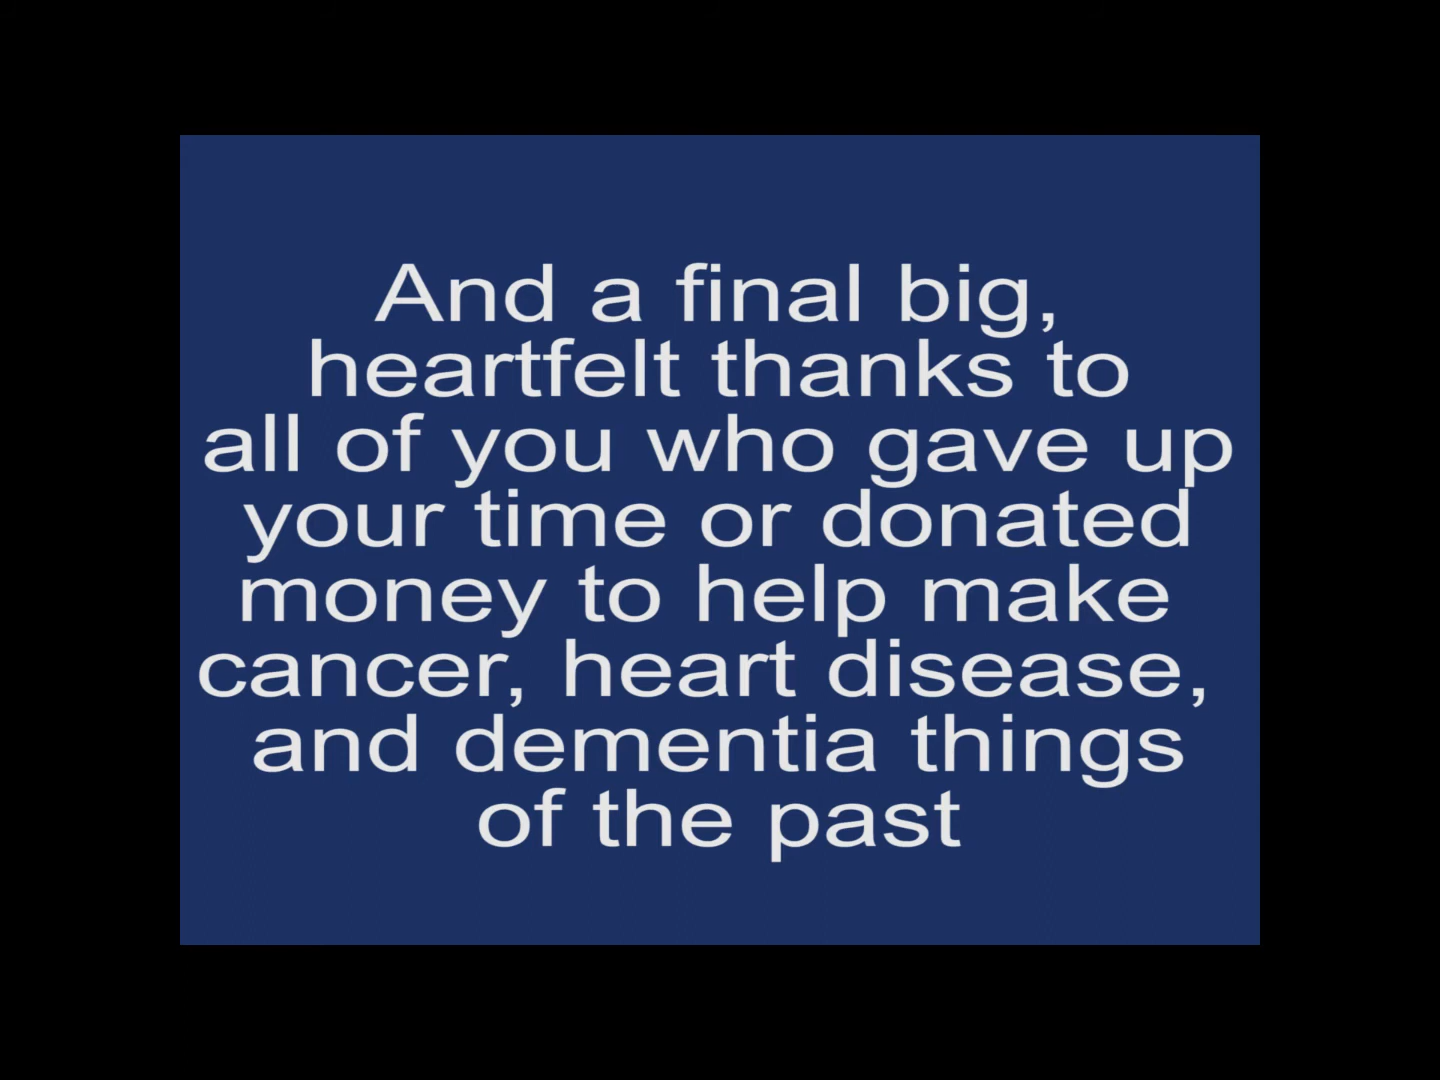 And a final big,
heartfelt thanks to
all of you who gave up
your time or donated
money to help make
cancer, heart disease,
and dementia things
of the past